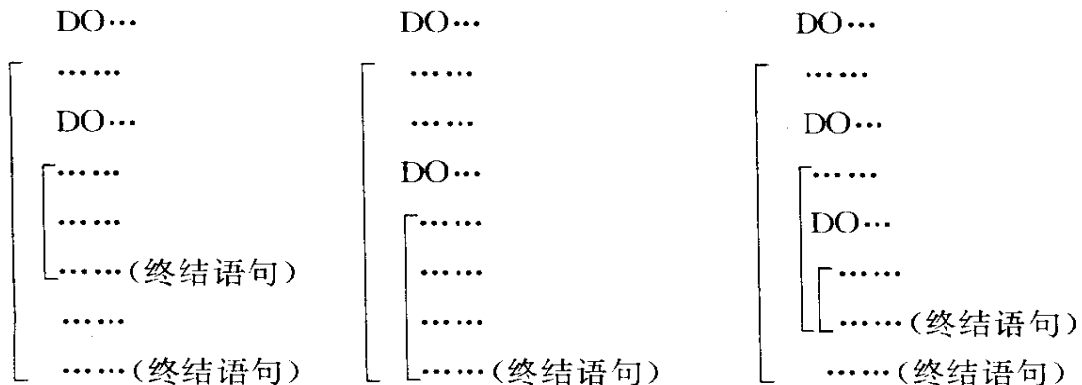 DO… DO… DO…
…… …… ……
DO… …… DO…
…… DO… ……
…… …… DO…
……(终结语句) …… ……
…… …… ……(终结语句)
……(终结语句) ……(终结语句) ……(终结语句)